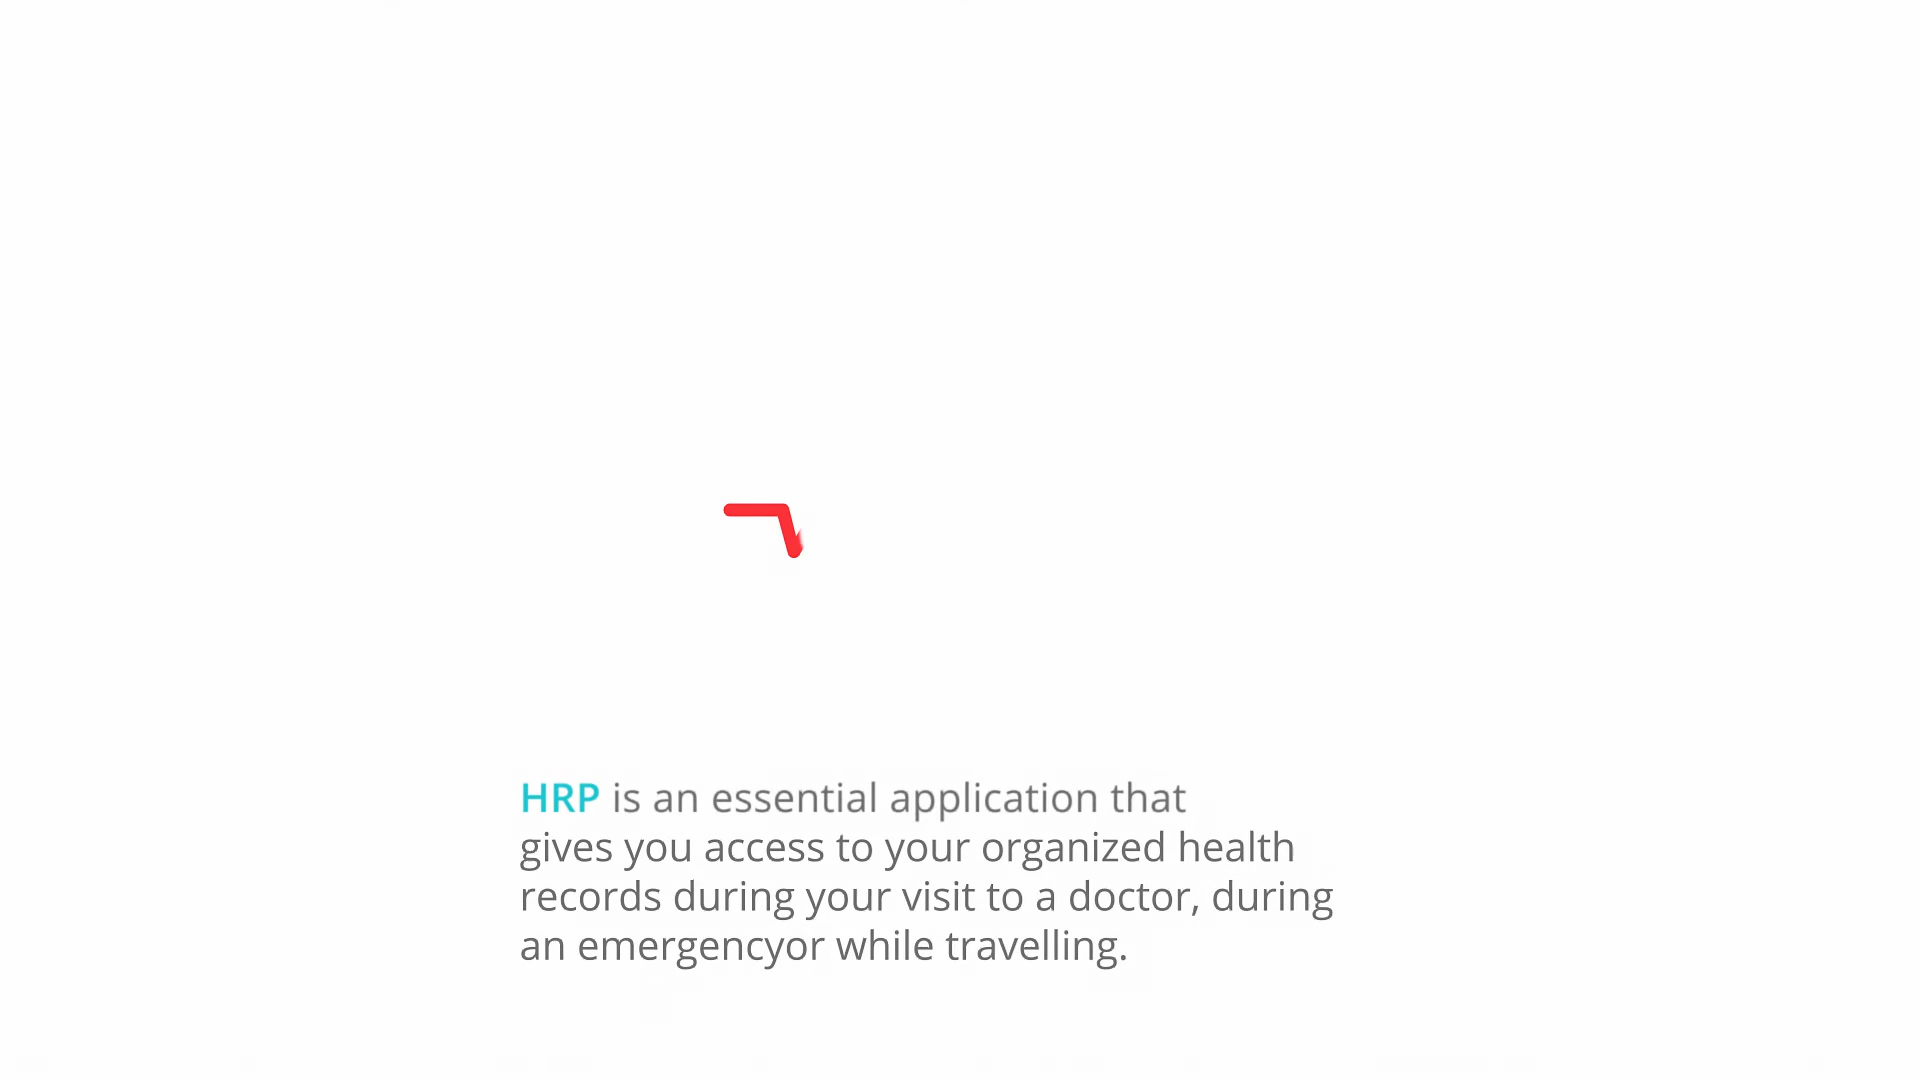 HRP is an essential application that
gives you access to your organized health
records during your visit to a doctor, during
an emergencyor while travelling.